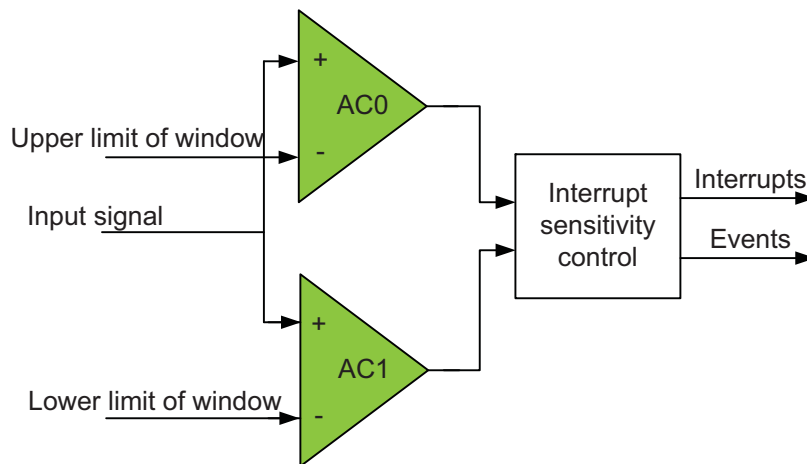 +
AC0
-
Upper limit of window
Input signal
+
AC1
-
Lower limit of window
Interrupt
sensitivity
control
Interrupts
Events